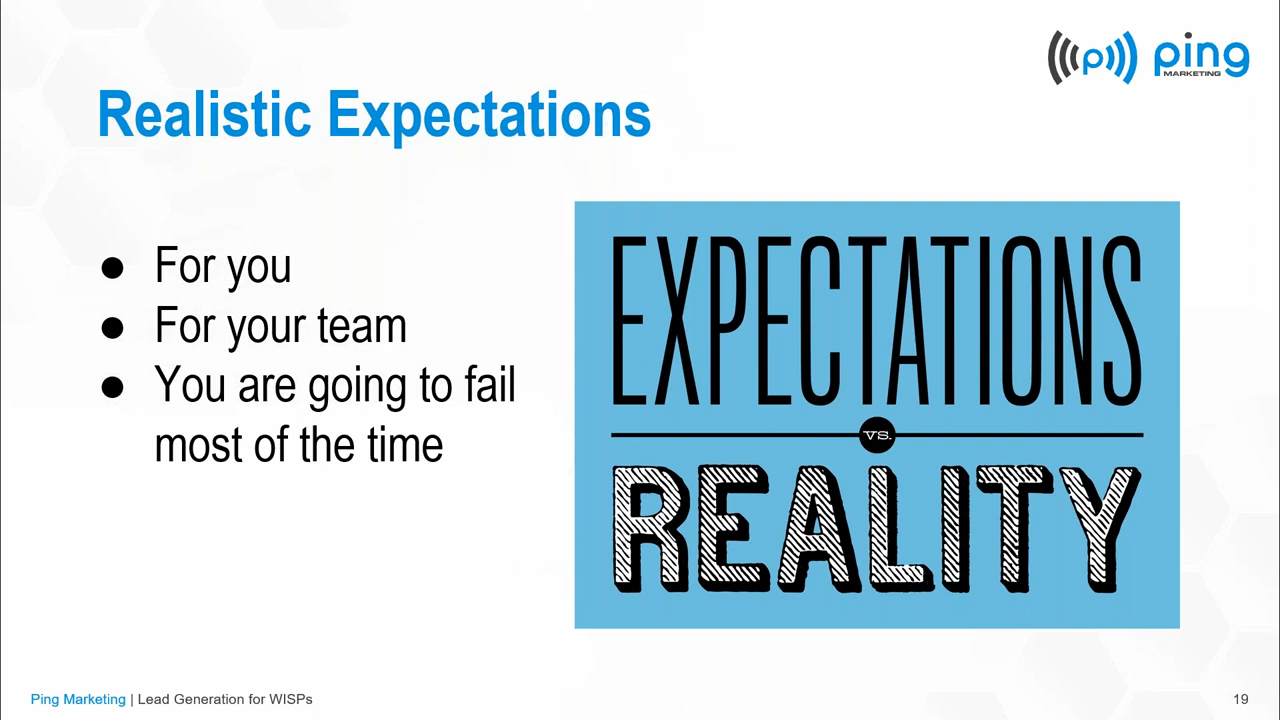 (((p))) ping
MARKETING
Realistic Expectations
● For you
● For your team
● You are going to fail
most of the time
EXPECTATIONS
VS.
REALITY
Ping Marketing | Lead Generation for WISPs
19